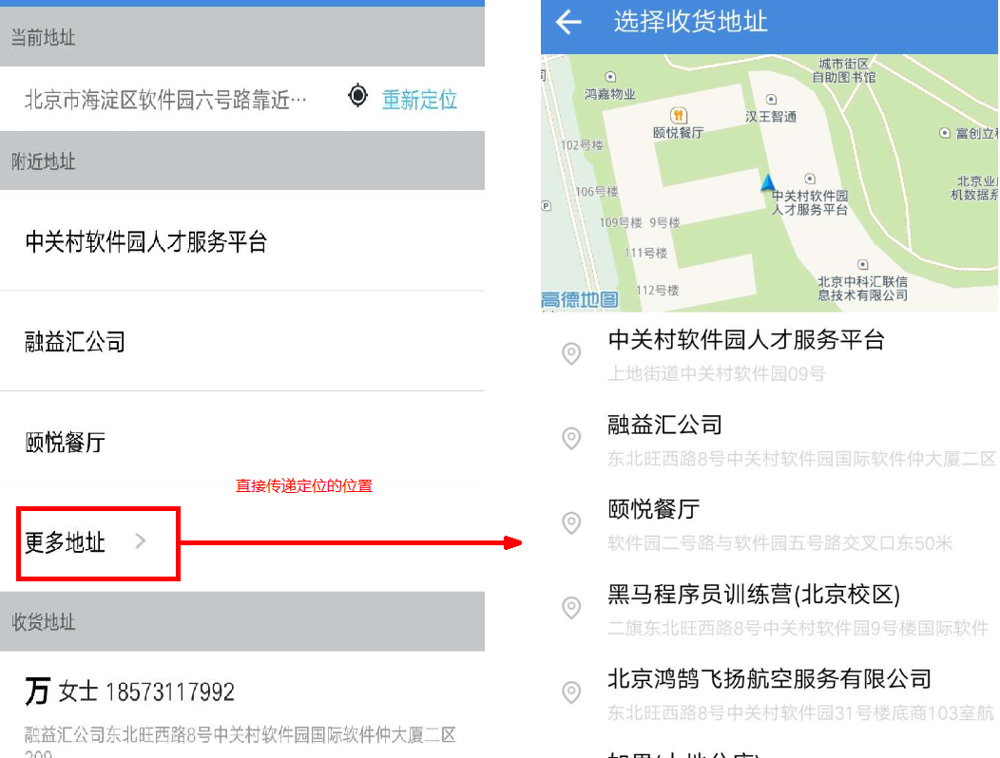 当前地址
北京市海淀区软件园六号路靠近…
重新定位
附近地址
中关村软件园人才服务平台
融益汇公司
颐悦餐厅
直接传递定位的位置
更多地址
收货地址
万 女士 18573117992
融益汇公司东北旺西路8号中关村软件园国际软件仲大厦二区
选择收货地址
城市街区
自助图书馆
鸿嘉物业
汉王智通
颐悦餐厅
富创立
102号楼
北京业
机数据系
106号楼
P
中关村软件园
人才服务平台
109号楼 9号楼
111号楼
112号楼
北京中科汇联信
息技术有限公司
高德地图
中关村软件园人才服务平台
上地街道中关村软件园09号
融益汇公司
东北旺西路8号中关村软件园国际软件仲大厦二区
颐悦餐厅
软件园二号路与软件园五号路交叉口东50米
黑马程序员训练营(北京校区)
二旗东北旺西路8号中关村软件园9号楼国际软件
北京鸿鹄飞扬航空服务有限公司
东北旺西路8号中关村软件园31号楼底商103室航